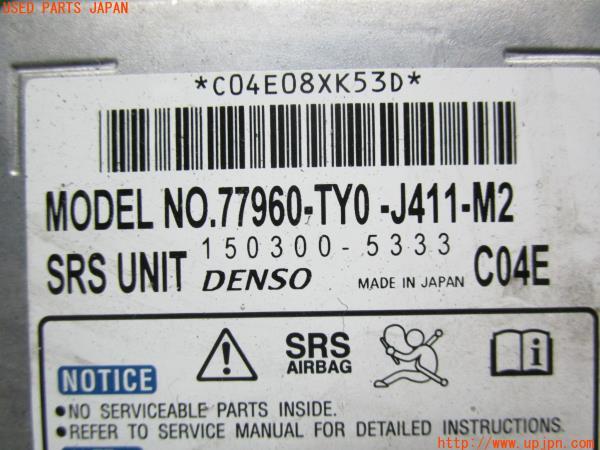 USED PARTS JAPAN
*C04E08XK53D*
MODEL NO.77960-TY0 -J411-M2
SRS UNIT 150300-5333 DENSO MADE IN JAPAN C04E
SRS
AIRBAG
i
NOTICE
●NO SERVICEABLE PARTS INSIDE.
●REFER TO SERVICE MANUAL FOR DETAILED INSTRUCTIONS.
http://www.upjpn.com/